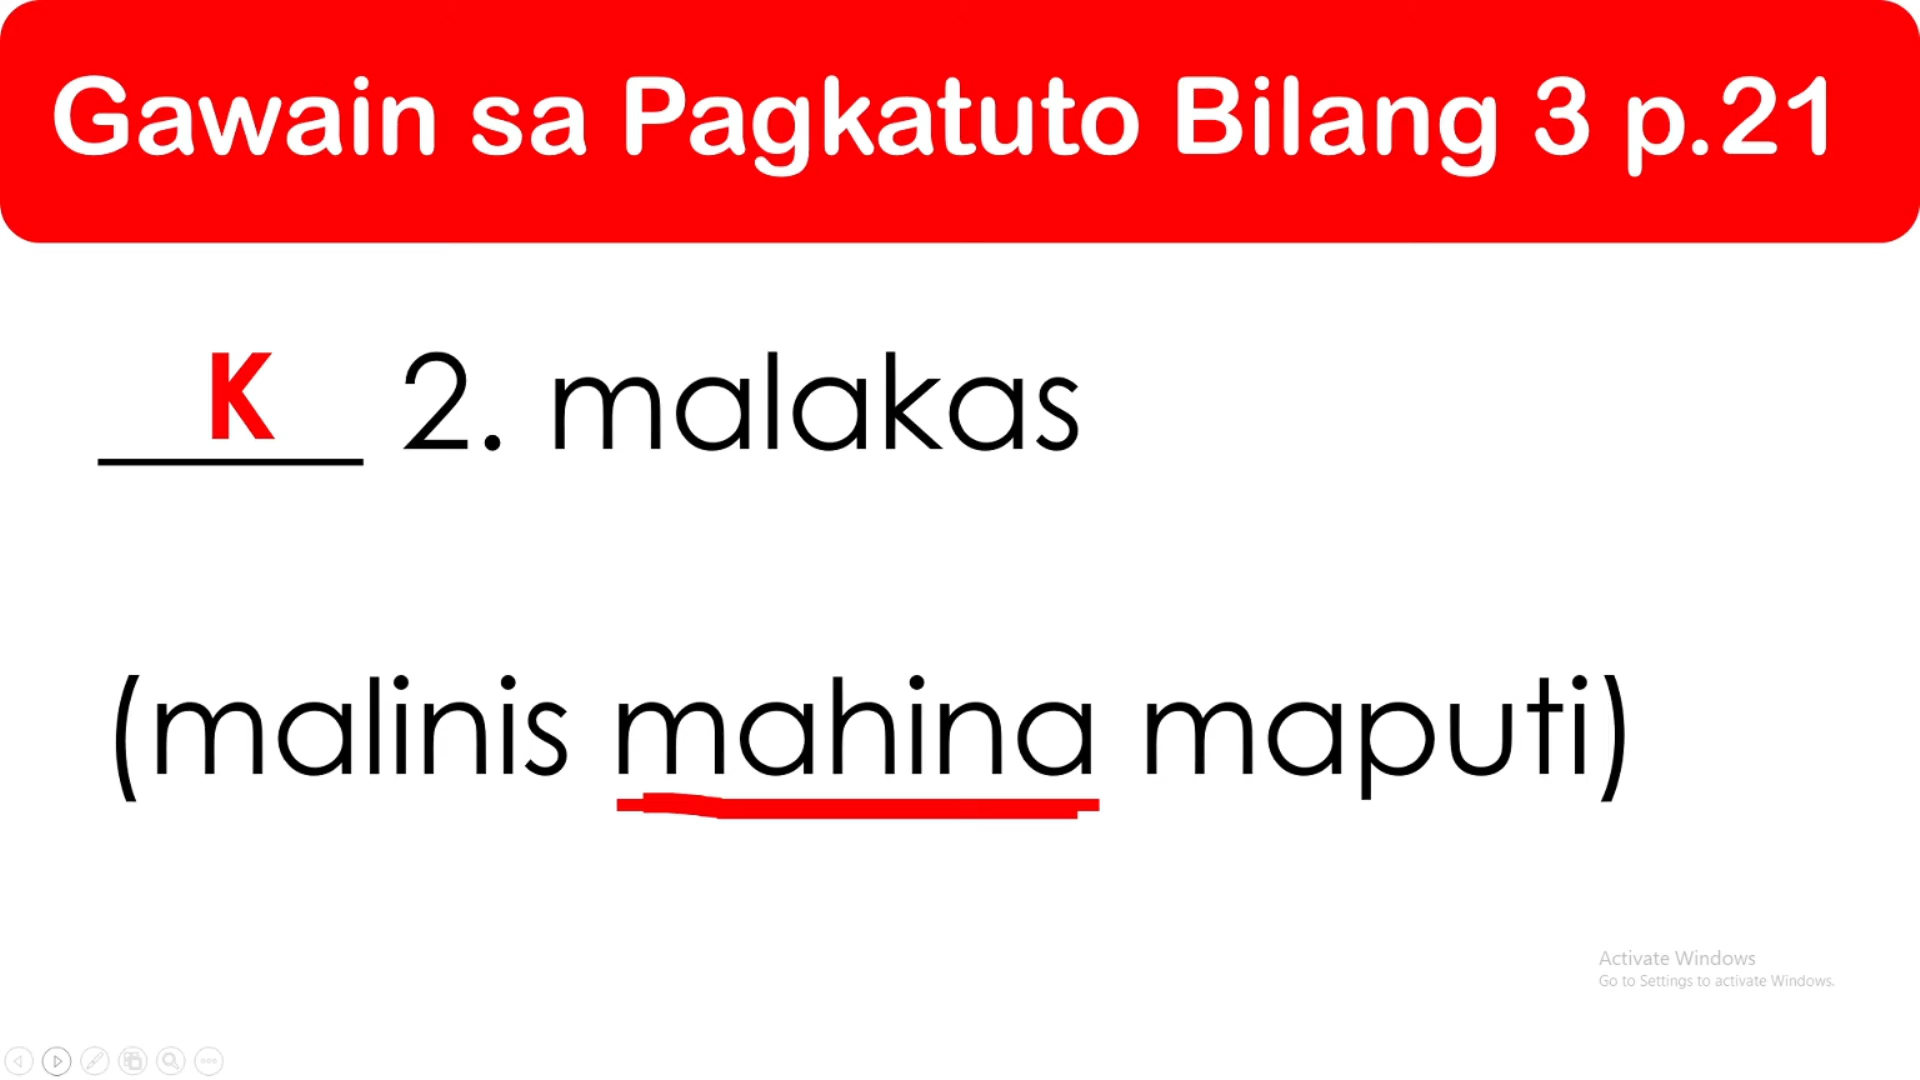 Gawain sa Pagkatuto Bilang 3 p.21
K 2. malakas
(malinis mahina maputi)
Activate Windows
Go to Settings to activate Windows.